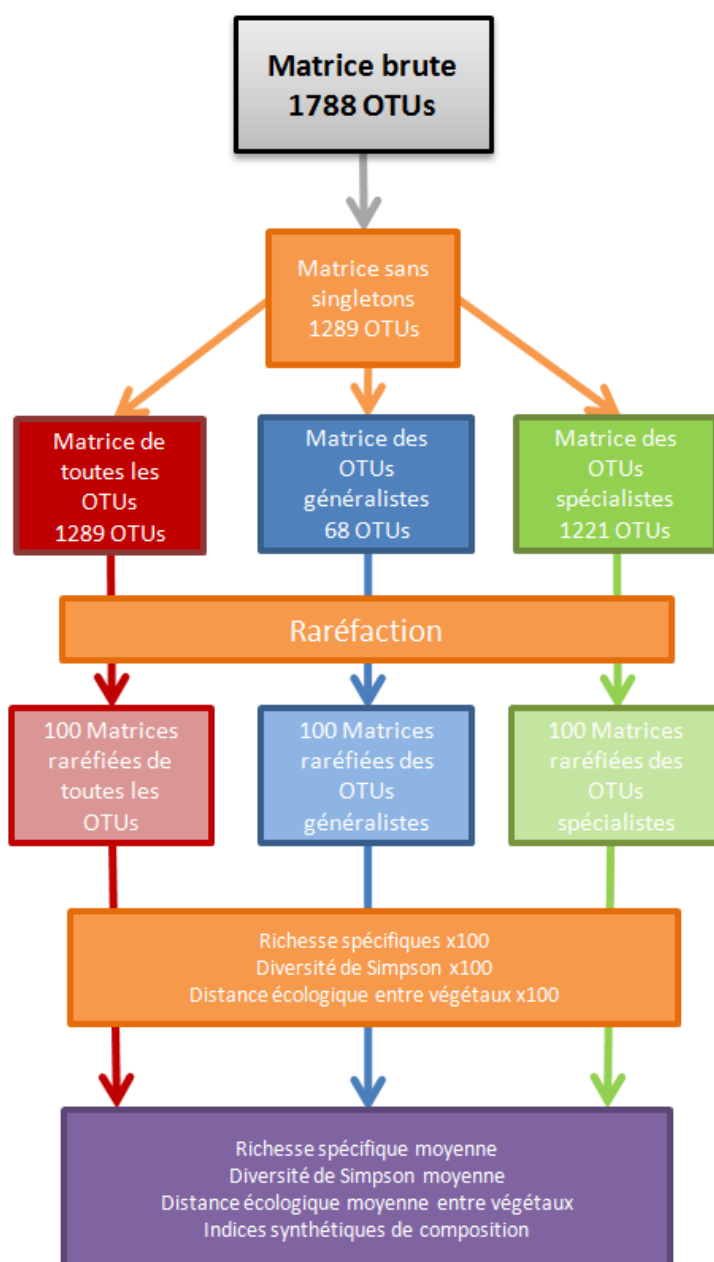 Matrice brute
1788 OTUs
Matrice sans
singletons
1289 OTUs
Matrice de
toutes les
OTUs
1289 OTUs
Matrice des
OTUs
généralistes
68 OTUs
Matrice des
OTUs
spécialistes
1221 OTUs
Raréfaction
100 Matrices
raréfiées de
toutes les
OTUs
100 Matrices
raréfiées des
OTUs
généralistes
100 Matrices
raréfiées des
OTUs
spécialistes
Richesse spécifiques x100
Diversité de Simpson x100
Distance écologique entre végétaux x100
Richesse spécifique moyenne
Diversité de Simpson moyenne
Distance écologique moyenne entre végétaux
Indices synthétiques de composition